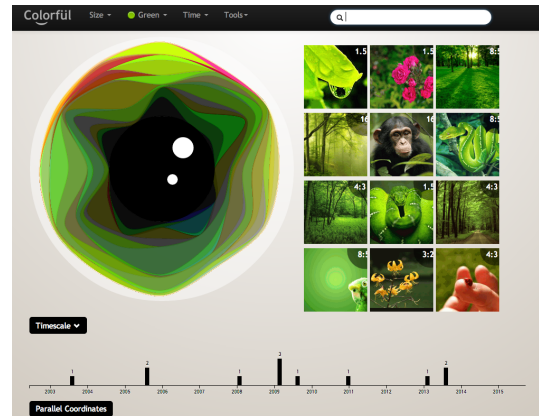 Colorfül Size Green Time Tools
1.5 1.5 8:5
16 16 8:5
4:3 1.5 4:3
8:5 3:2 4:3
Timescale
1 2 1 3 1 1 1 2
2003 2004 2005 2006 2007 2008 2009 2010 2011 2012 2013 2014 2015
Parallel Coordinates